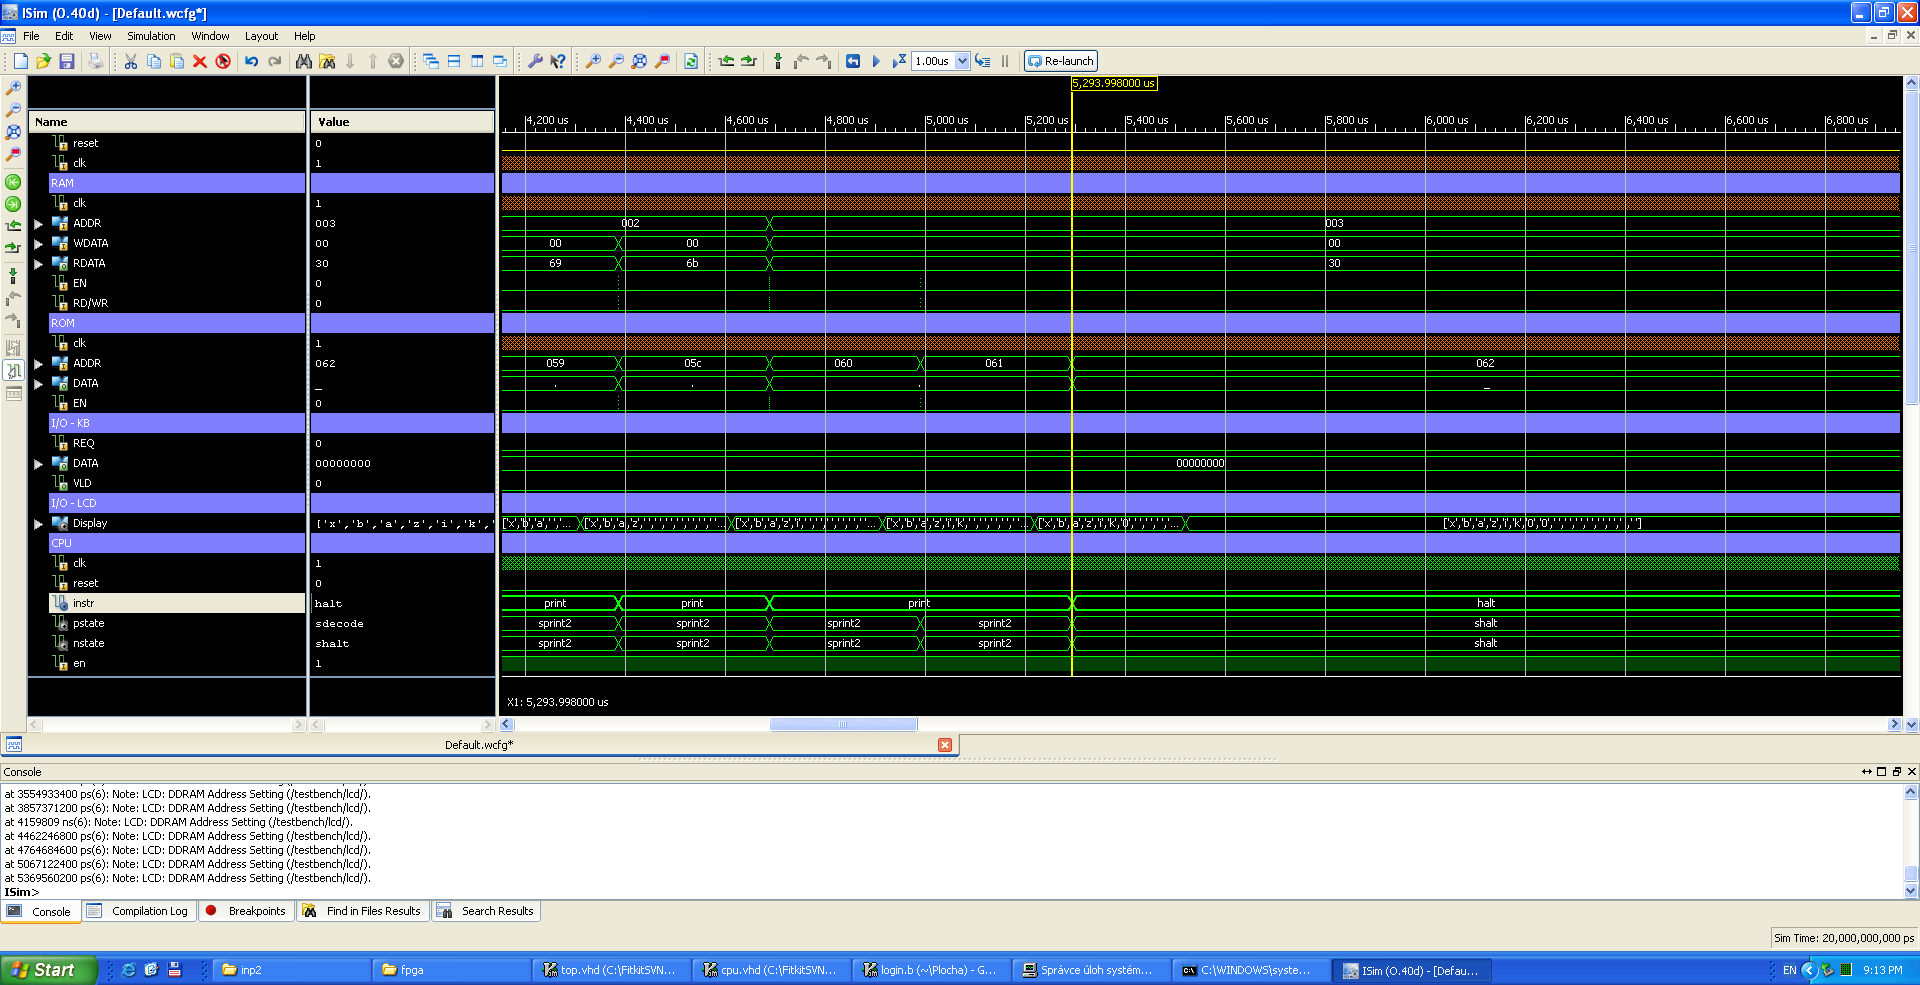 ISim (O.40d) - [Default.wcfg*]
File Edit View Simulation Window Layout Help
1.00us Re-launch
5,293.998000 us
Name Value
4,200 us 4,400 us 4,600 us 4,800 us 5,000 us 5,200 us 5,400 us 5,600 us 5,800 us 6,000 us 6,200 us 6,400 us 6,600 us 6,800 us
reset 0
clk 1
RAM
clk 1
ADDR 003 002 003
WDATA 00 00 00 00
RDATA 30 69 6b 30
EN 0
RD/WR 0
ROM
clk 1
ADDR 062 059 05c 060 061 062
DATA _ . . . _
EN 0
I/O - KB
REQ 0
DATA 00000000 00000000
VLD 0
I/O - LCD
Display ['x','b','a','z','i','k',' ['x','b','a',' ',' '... ['x','b','a','z',' ',' ',' ',' ',' ',' ',' ',' '... ['x','b','a','z','i',' ',' ',' ',' ',' ',' ',' '... ['x','b','a','z','i','k',' ',' ',' ',' ',' ',' '... ['x','b','a','z','i','k','0',' ',' ',' ',' ',' '... ['x','b','a','z','i','k','0','0',' ',' ',' ',' ',' ',' ',' ',' ']
CPU
clk 1
reset 0
instr halt print print print halt
pstate sdecode sprint2 sprint2 sprint2 sprint2 shalt
nstate shalt sprint2 sprint2 sprint2 sprint2 shalt
en 1
X1: 5,293.998000 us
Default.wcfg*
Console
at 3554933400 ps(6): Note: LCD: DDRAM Address Setting (/testbench/lcd/).
at 3857371200 ps(6): Note: LCD: DDRAM Address Setting (/testbench/lcd/).
at 4159809 ns(6): Note: LCD: DDRAM Address Setting (/testbench/lcd/).
at 4462246800 ps(6): Note: LCD: DDRAM Address Setting (/testbench/lcd/).
at 4764684600 ps(6): Note: LCD: DDRAM Address Setting (/testbench/lcd/).
at 5067122400 ps(6): Note: LCD: DDRAM Address Setting (/testbench/lcd/).
at 5369560200 ps(6): Note: LCD: DDRAM Address Setting (/testbench/lcd/).
ISim>
Console Compilation Log Breakpoints Find in Files Results Search Results
Sim Time: 20,000,000,000 ps
Start inp2 fpga top.vhd (C:\FitkitSVN... cpu.vhd (C:\FitkitSVN... login.b (~\Plocha) - G... Správce úloh systém... C:\WINDOWS\syste... ISim (O.40d) - [Defau... EN 9:13 PM